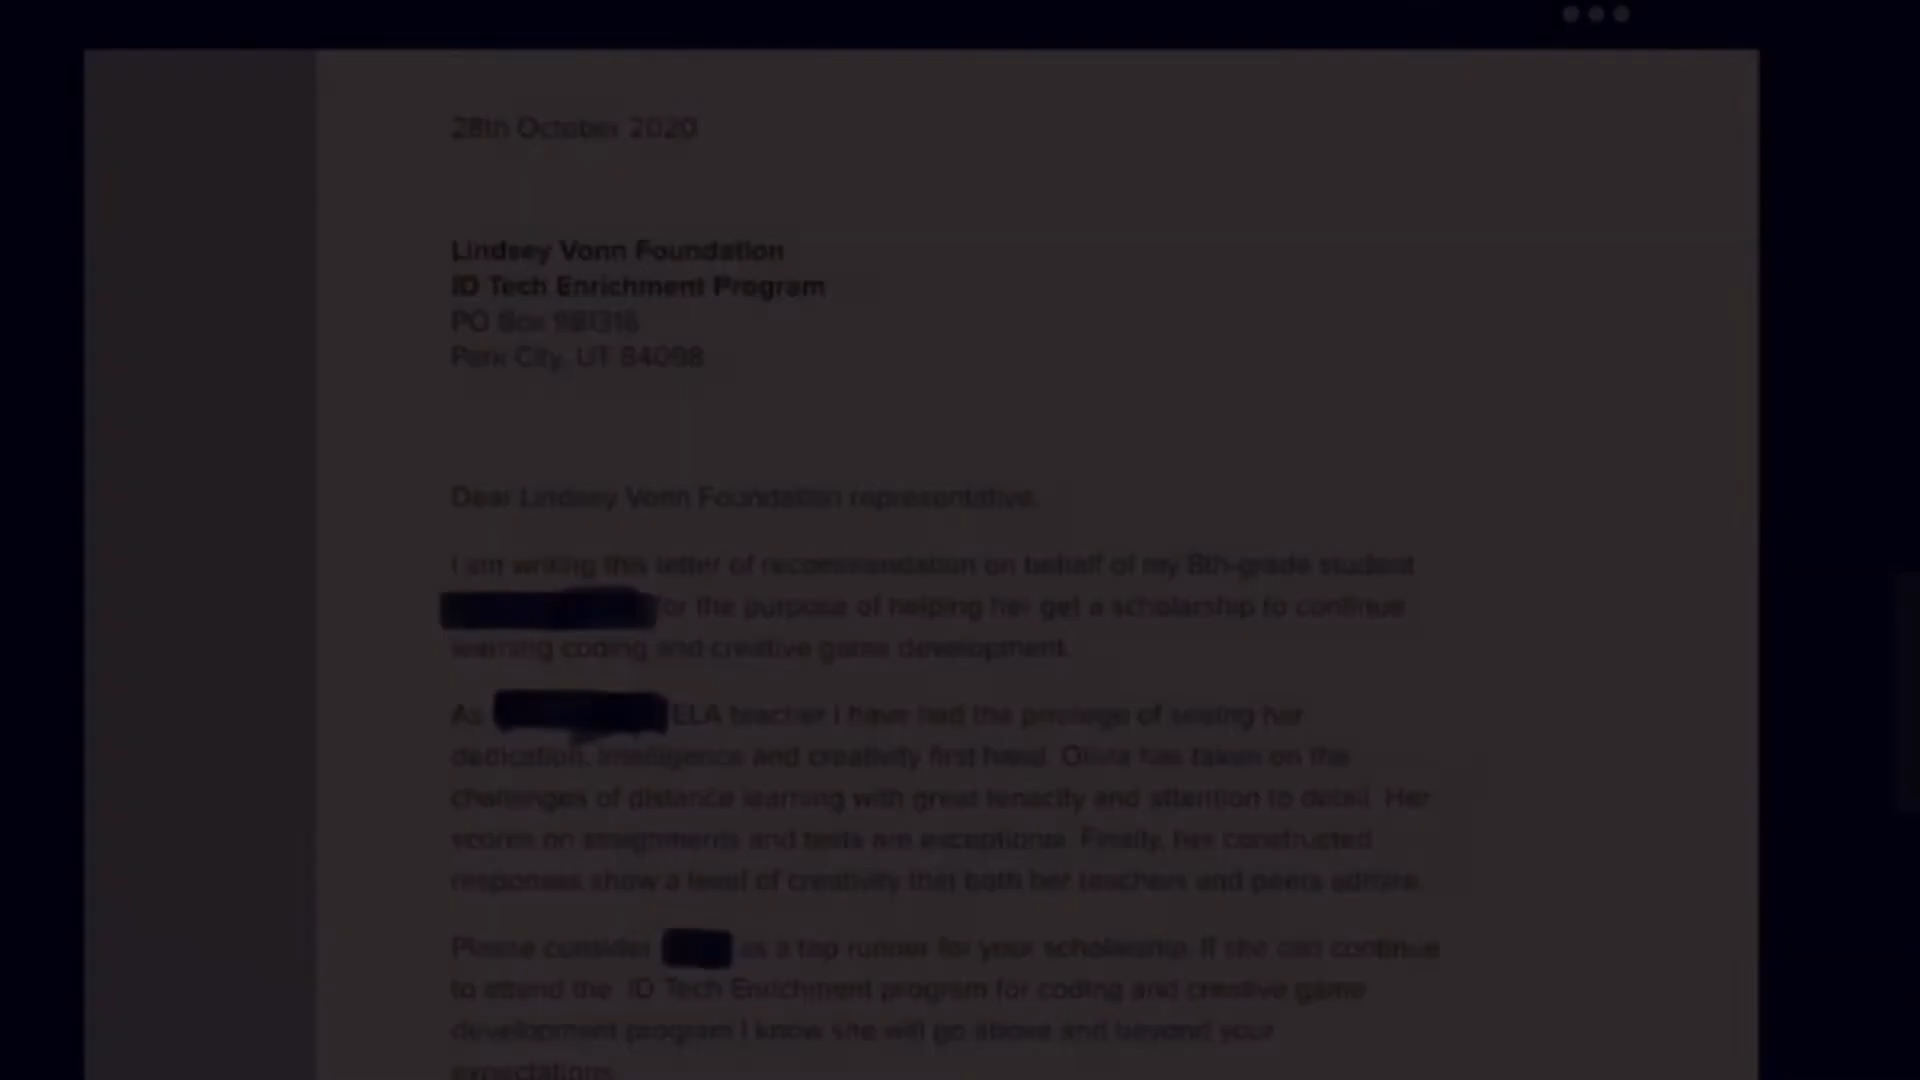 28th October 2020
Lindsey Vonn Foundation
ID Tech Enrichment Program
PO Box 981316
Park City, UT 84098
Dear Lindsey Vonn Foundation representative,
I am writing this letter of recommendation on behalf of my 8th-grade student
for the purpose of helping her get a scholarship to continue
learning coding and creative game development.
As ELA teacher I have had the privilege of seeing her
dedication, intelligence and creativity first hand. Olivia has taken on the
challenges of distance learning with great tenacity and attention to detail. Her
scores on assignments and tests are exceptional. Finally, her constructed
responses show a level of creativity that both her teachers and peers admire.
Please consider as a top runner for your scholarship. If she can continue
to attend the ID Tech Enrichment program for coding and creative game
development program I know she will go above and beyond your
expectations.